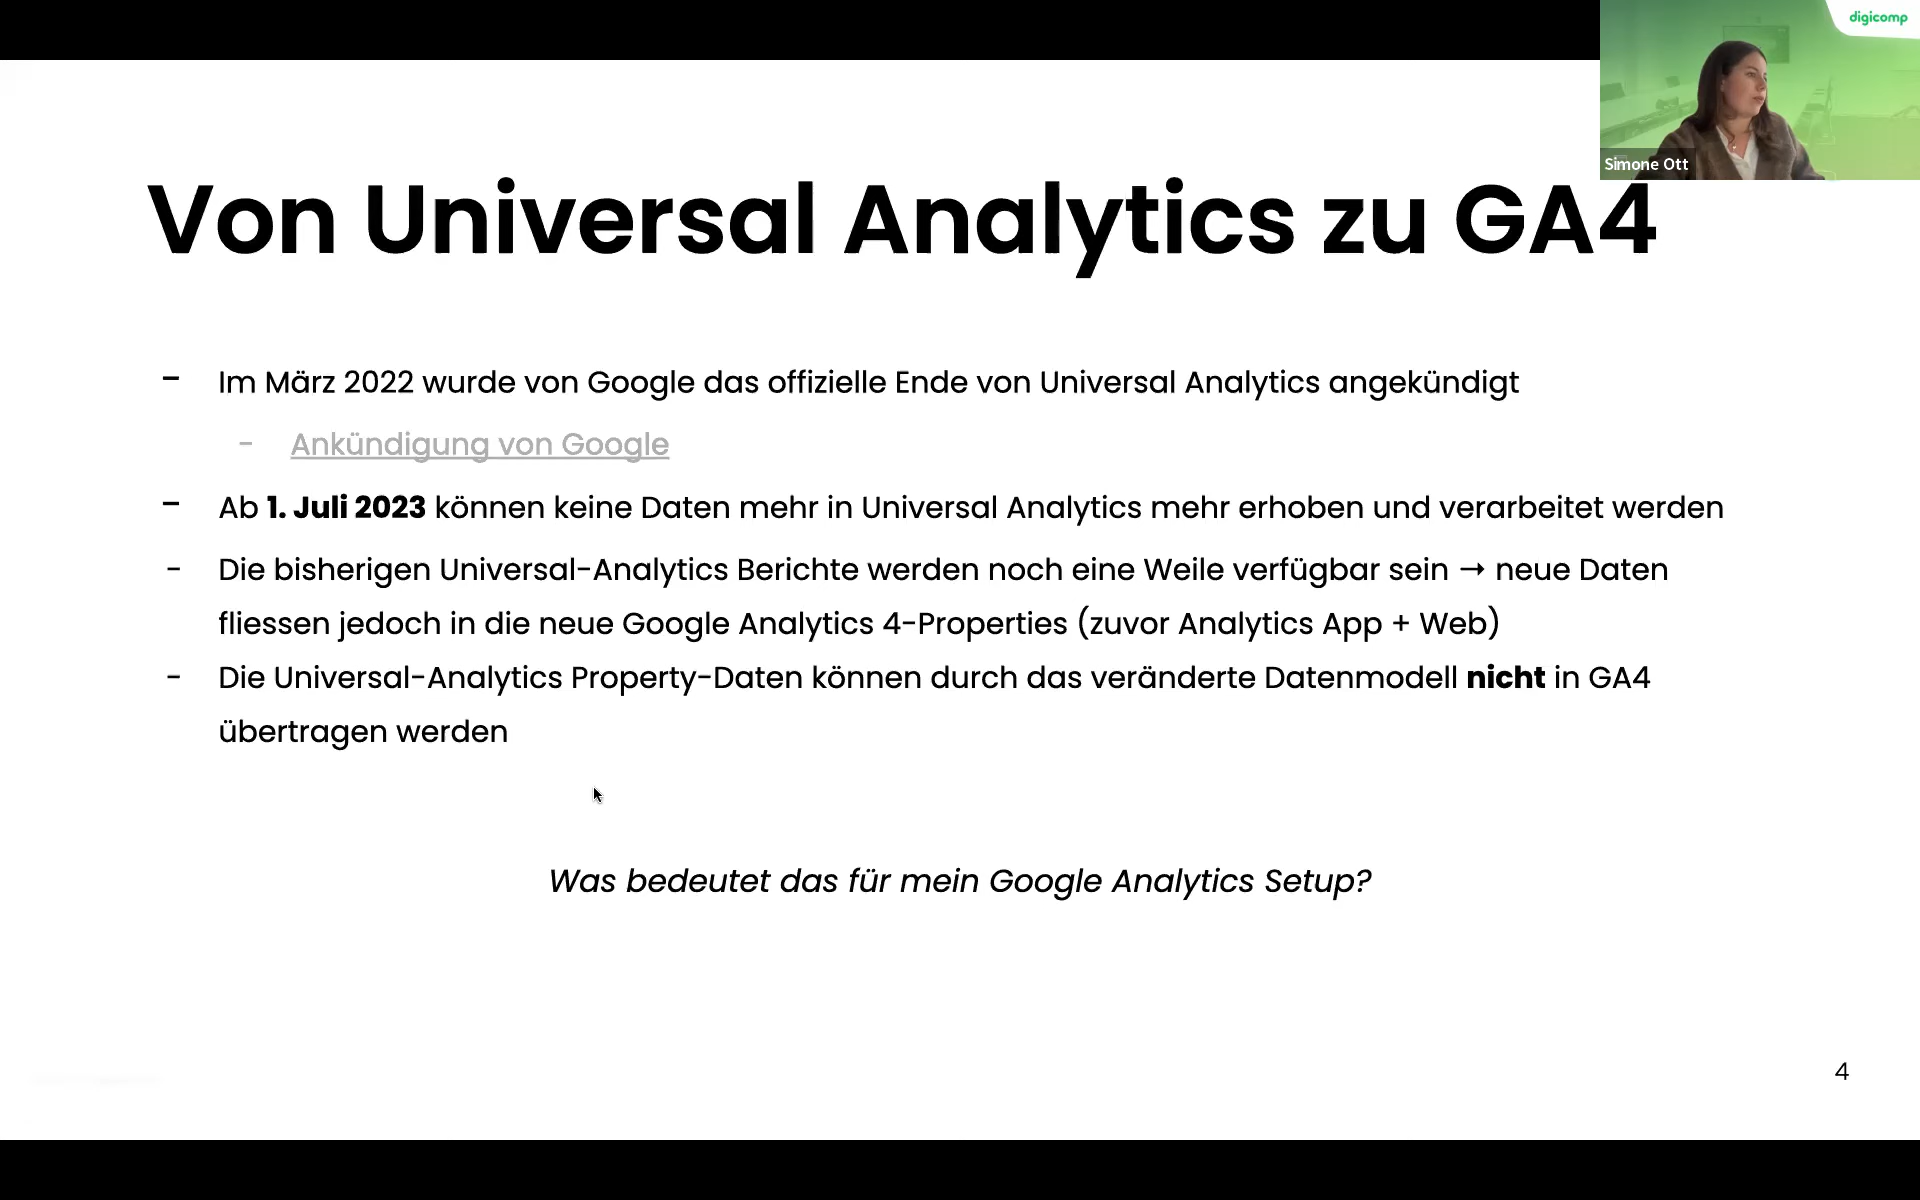 digicomp
Simone Ott
Von Universal Analytics zu GA4
- Im März 2022 wurde von Google das offizielle Ende von Universal Analytics angekündigt
- Ankündigung von Google
- Ab 1. Juli 2023 können keine Daten mehr in Universal Analytics mehr erhoben und verarbeitet werden
- Die bisherigen Universal-Analytics Berichte werden noch eine Weile verfügbar sein → neue Daten
fliessen jedoch in die neue Google Analytics 4-Properties (zuvor Analytics App + Web)
- Die Universal-Analytics Property-Daten können durch das veränderte Datenmodell nicht in GA4
übertragen werden
Was bedeutet das für mein Google Analytics Setup?
4